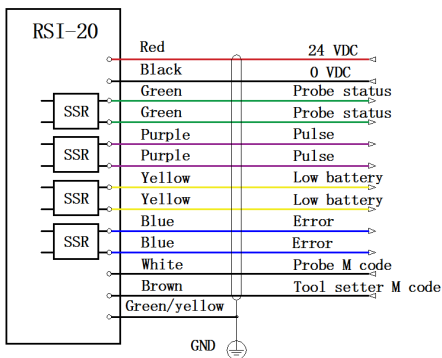 RSI-20
Red 24 VDC
Black 0 VDC
Green Probe status
SSR
Green Probe status
Purple Pulse
SSR
Purple Pulse
Yellow Low battery
SSR
Yellow Low battery
Blue Error
SSR
Blue Error
White Probe M code
Brown Tool setter M code
Green/yellow
GND